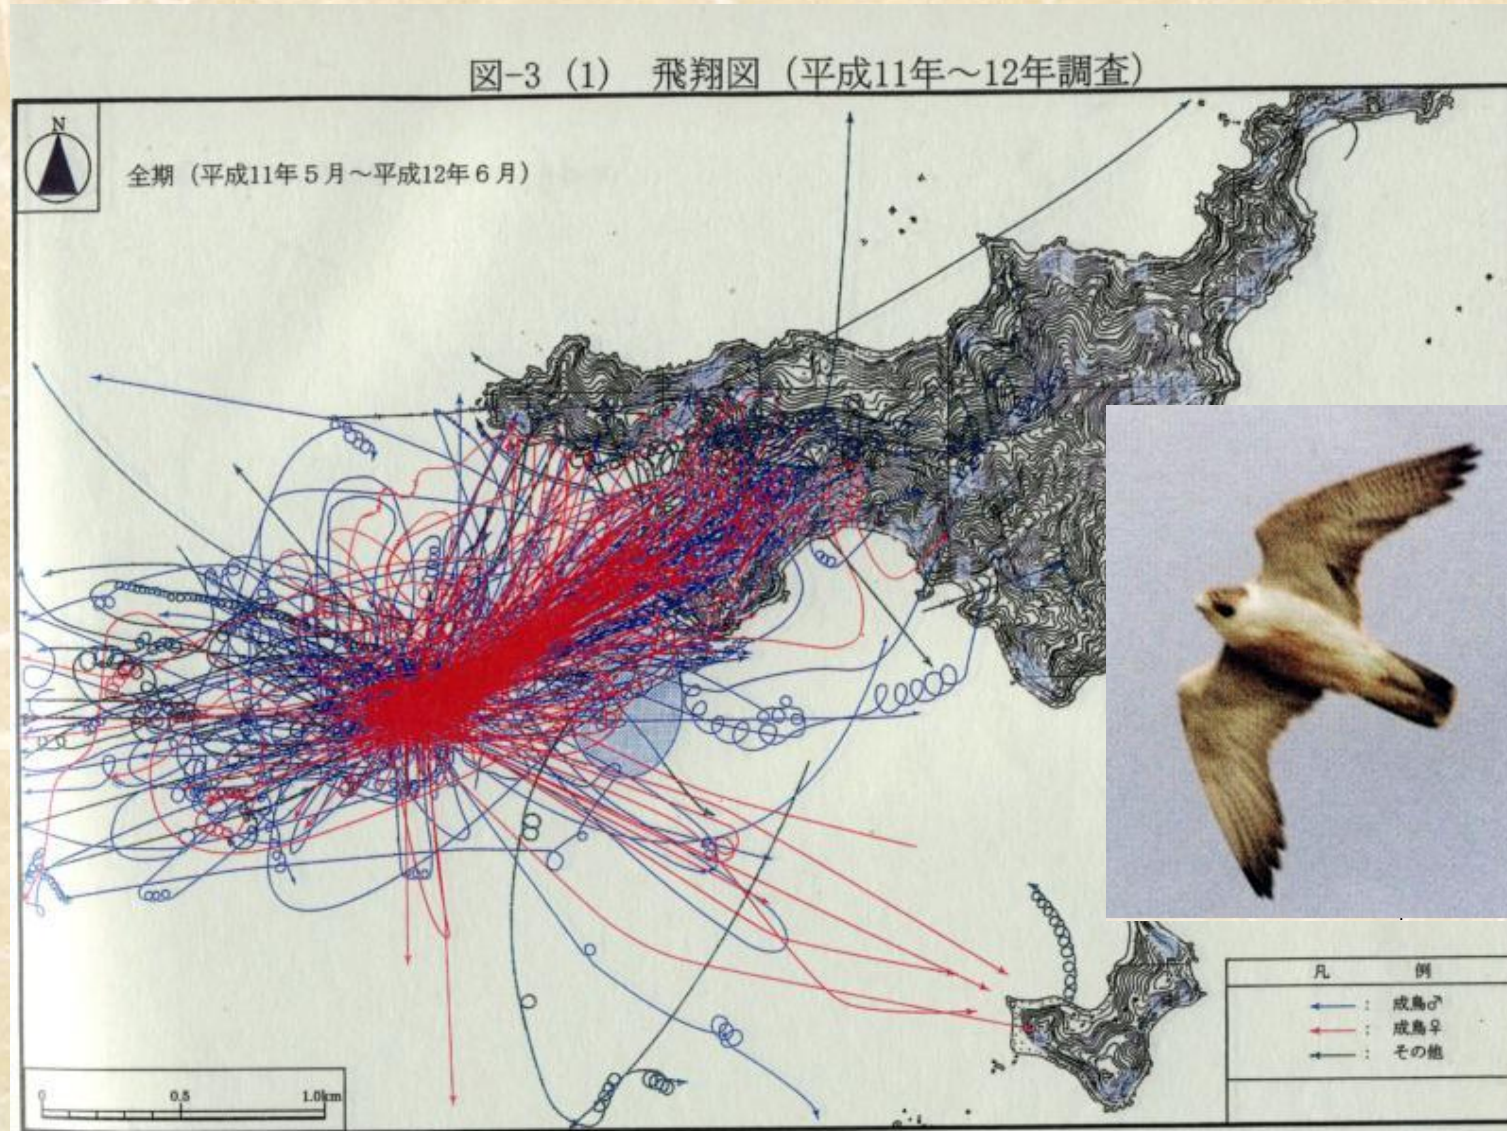 図-3 (1) 飛翔図 (平成11年~12年調査)
N
全期 (平成11年5月~平成12年6月)
凡 例
: 成鳥♂
: 成鳥♀
: その他
0 0.5 1.0km